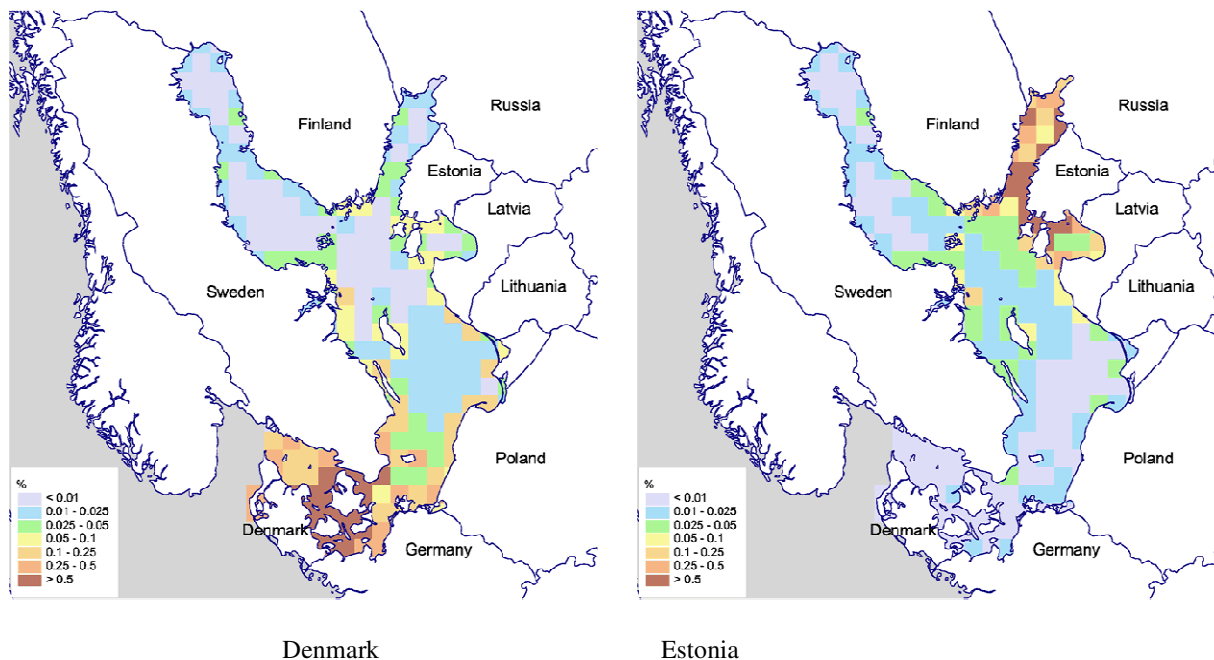 Russia
Finland
Estonia
Latvia
Lithuania
Sweden
Poland
Denmark
Germany
%
< 0.01
0.01 - 0.025
0.025 - 0.05
0.05 - 0.1
0.1 - 0.25
0.25 - 0.5
> 0.5
Russia
Finland
Estonia
Latvia
Lithuania
Sweden
Poland
Denmark
Germany
%
< 0.01
0.01 - 0.025
0.025 - 0.05
0.05 - 0.1
0.1 - 0.25
0.25 - 0.5
> 0.5
Denmark
Estonia